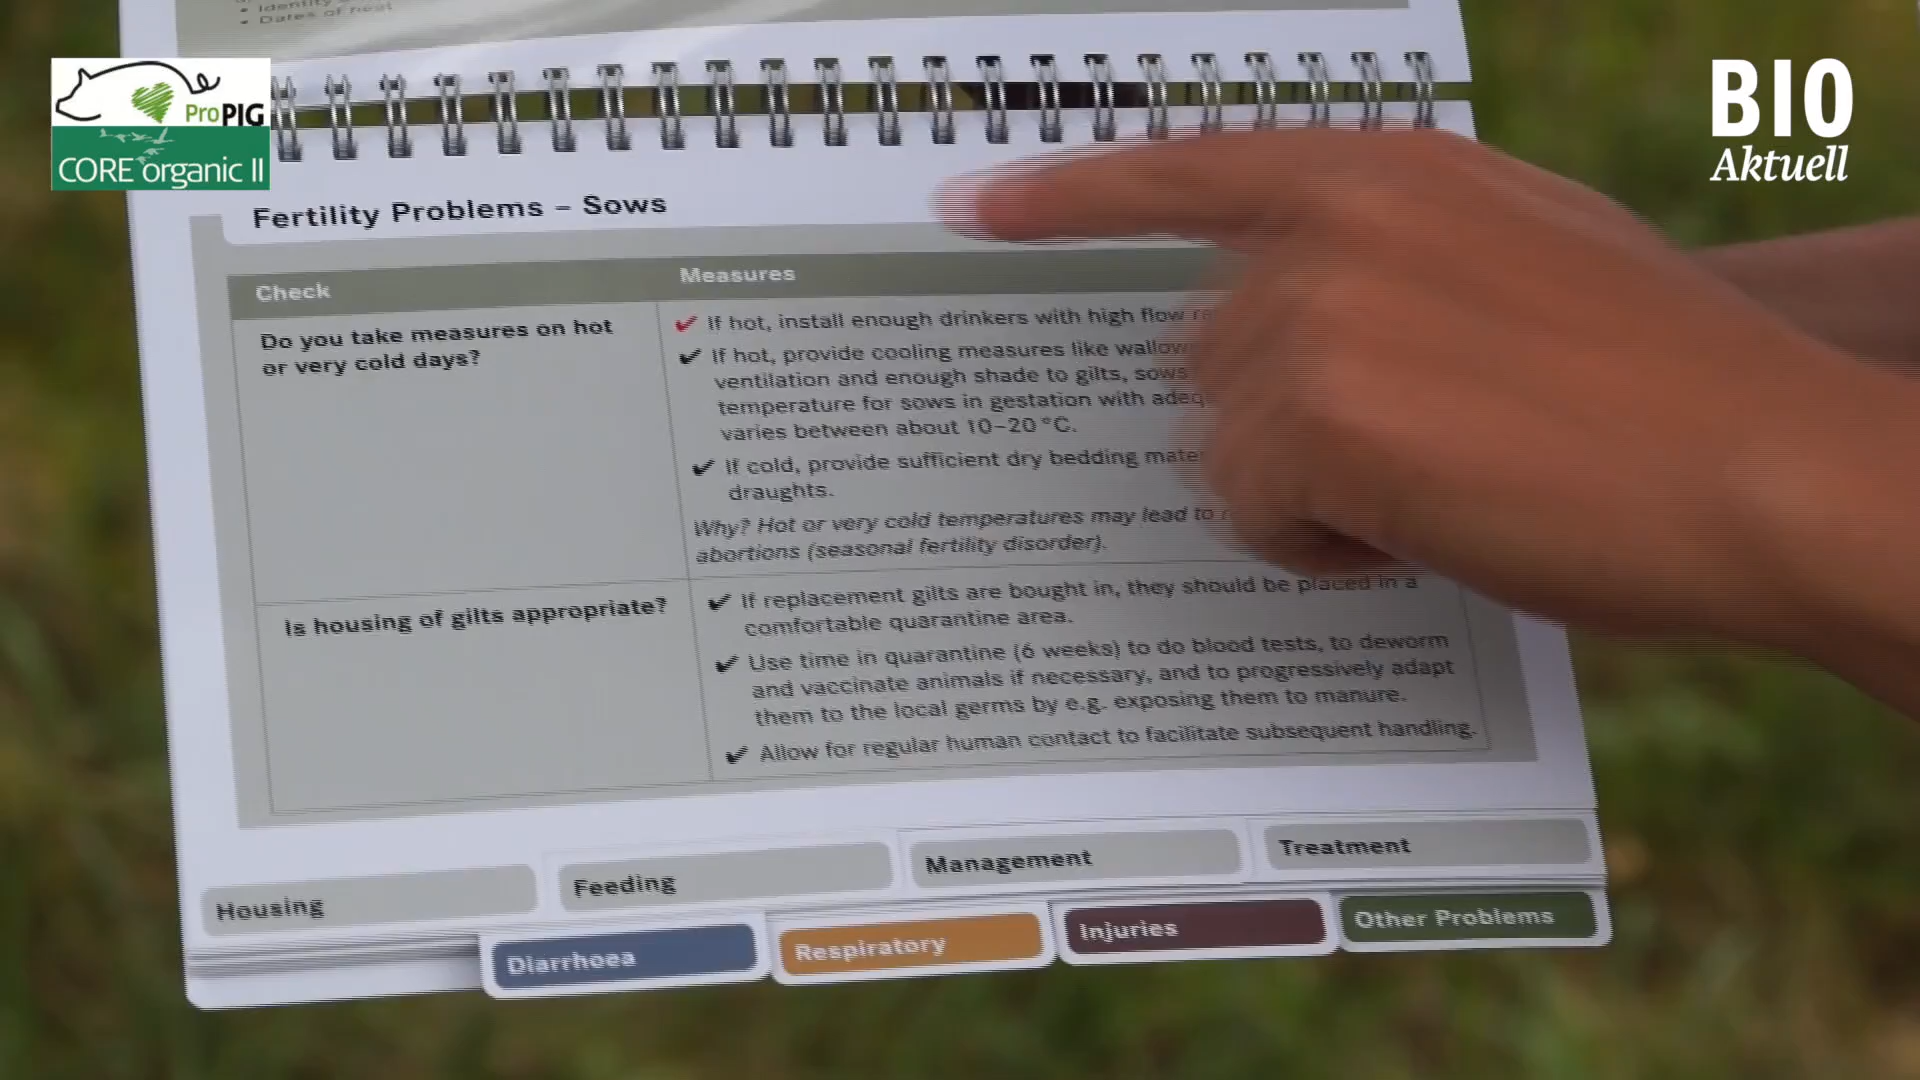 • Identity
• Dates of heat
ProPIG
CORE organic II
BIO
Aktuell
Fertility Problems – Sows
Check
Measures
Do you take measures on hot
or very cold days?
✔ If hot, install enough drinkers with high flow
✔ If hot, provide cooling measures like
ventilation and enough shade to gilts, sows
temperature for sows in gestation with
varies between about 10–20 °C.
✔ If cold, provide sufficient dry bedding
draughts.
Why? Hot or very cold temperatures may lead to
abortions (seasonal fertility disorder).
Is housing of gilts appropriate?
✔ If replacement gilts are bought in, they should be placed in a
comfortable quarantine area.
✔ Use time in quarantine (6 weeks) to do blood tests, to deworm
and vaccinate animals if necessary, and to progressively adapt
them to the local germs by e.g. exposing them to manure.
✔ Allow for regular human contact to facilitate subsequent handling.
Housing
Feeding
Management
Treatment
Diarrhoea
Respiratory
Injuries
Other Problems